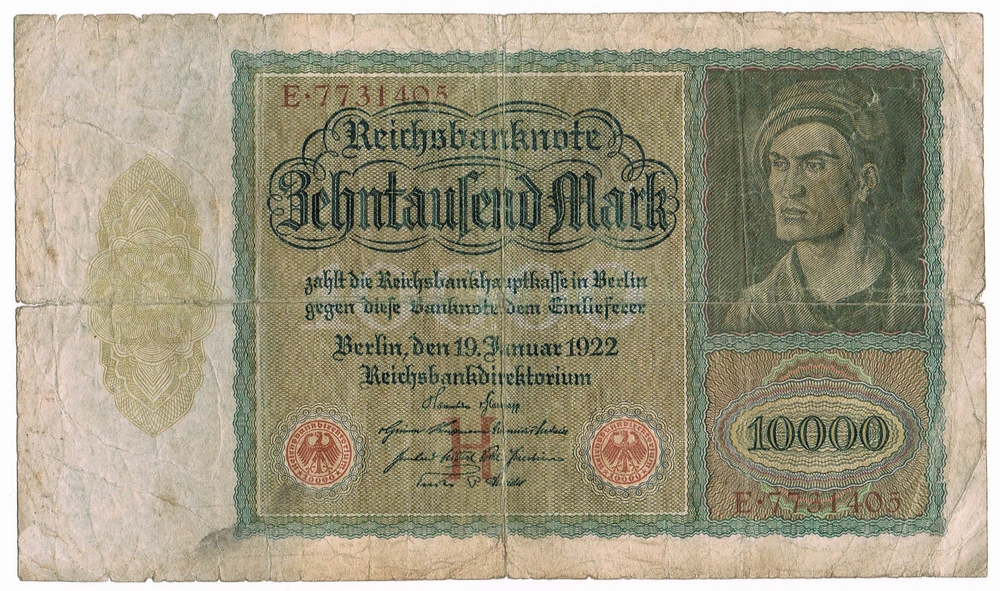 E·7731405
Reichsbanknote
Zehntausend Mark
zahlt die Reichsbankhauptkasse in Berlin
gegen diese Banknote dem Einlieferer
Berlin, den 19. Januar 1922
Reichsbankdirektorium
H
10000
E·7731405